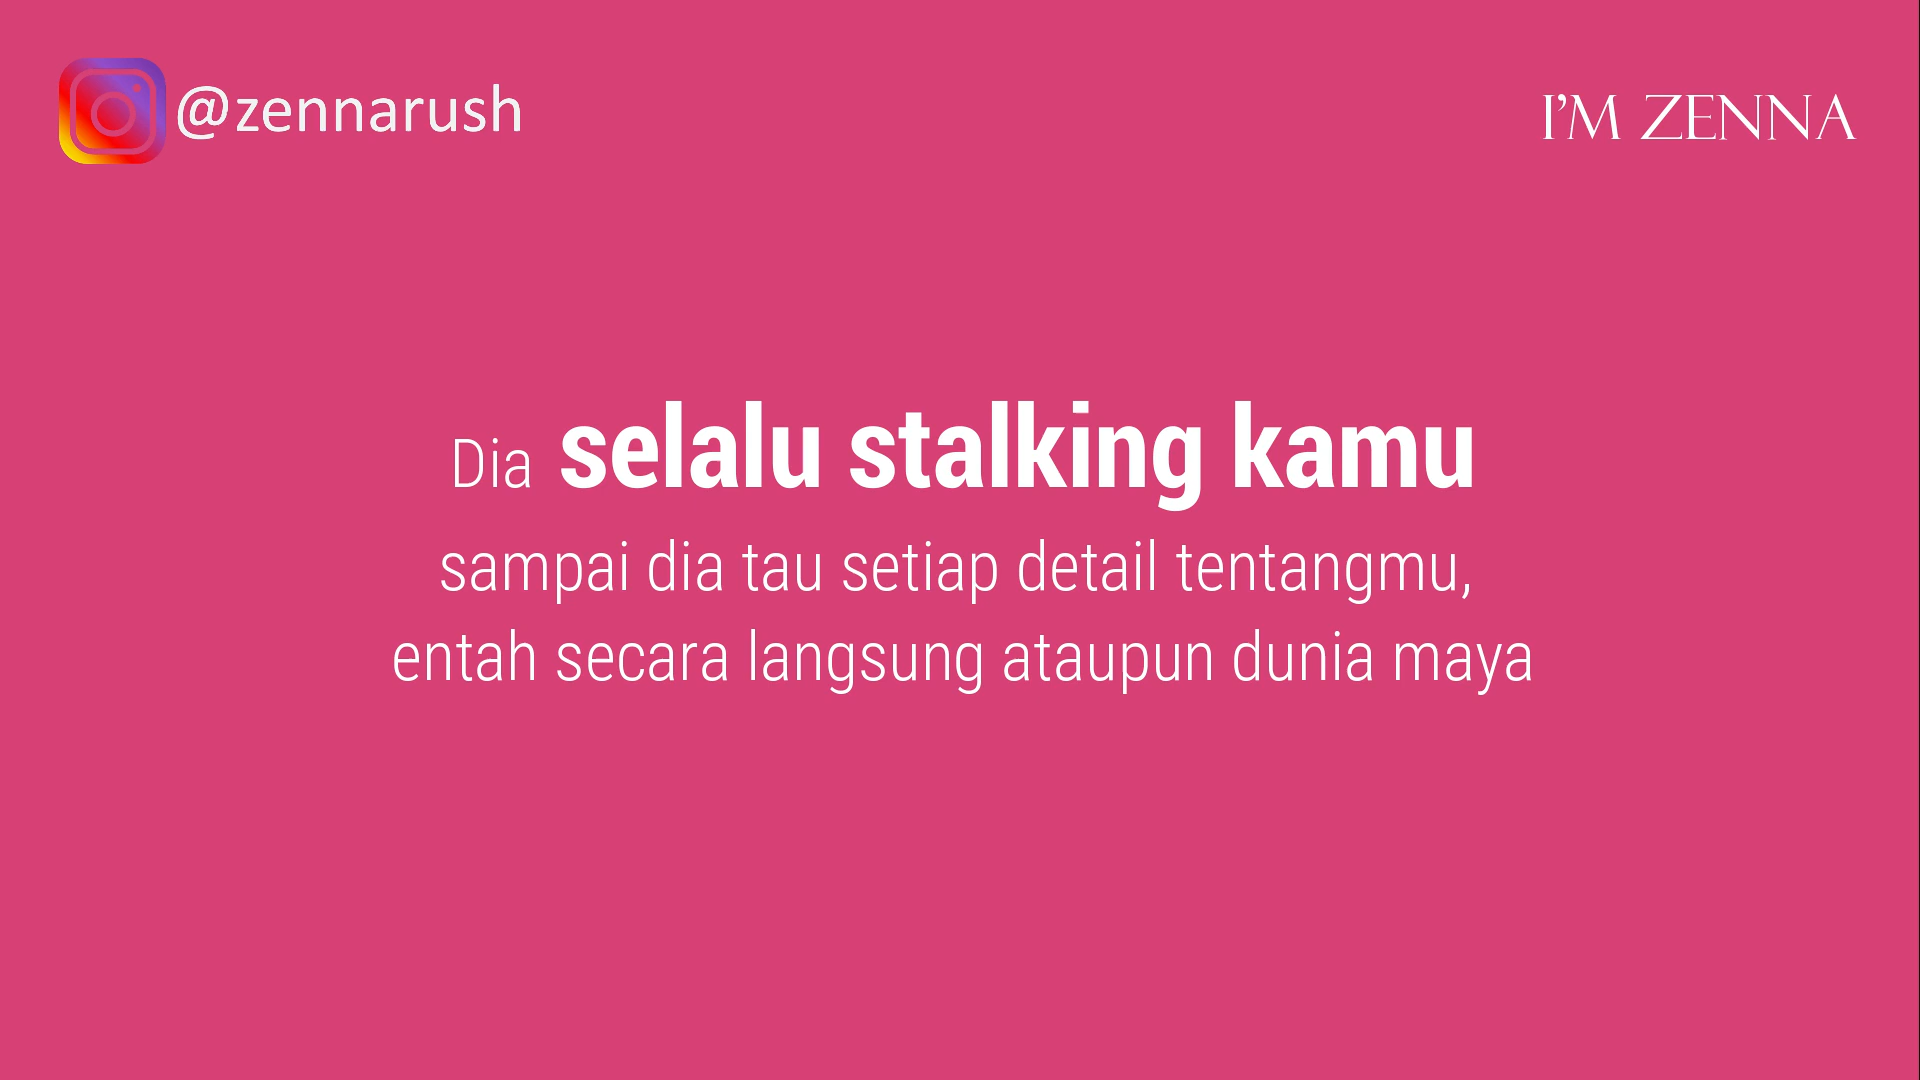 @zennarush
I'M ZENNA
Dia selalu stalking kamu
sampai dia tau setiap detail tentangmu,
entah secara langsung ataupun dunia maya